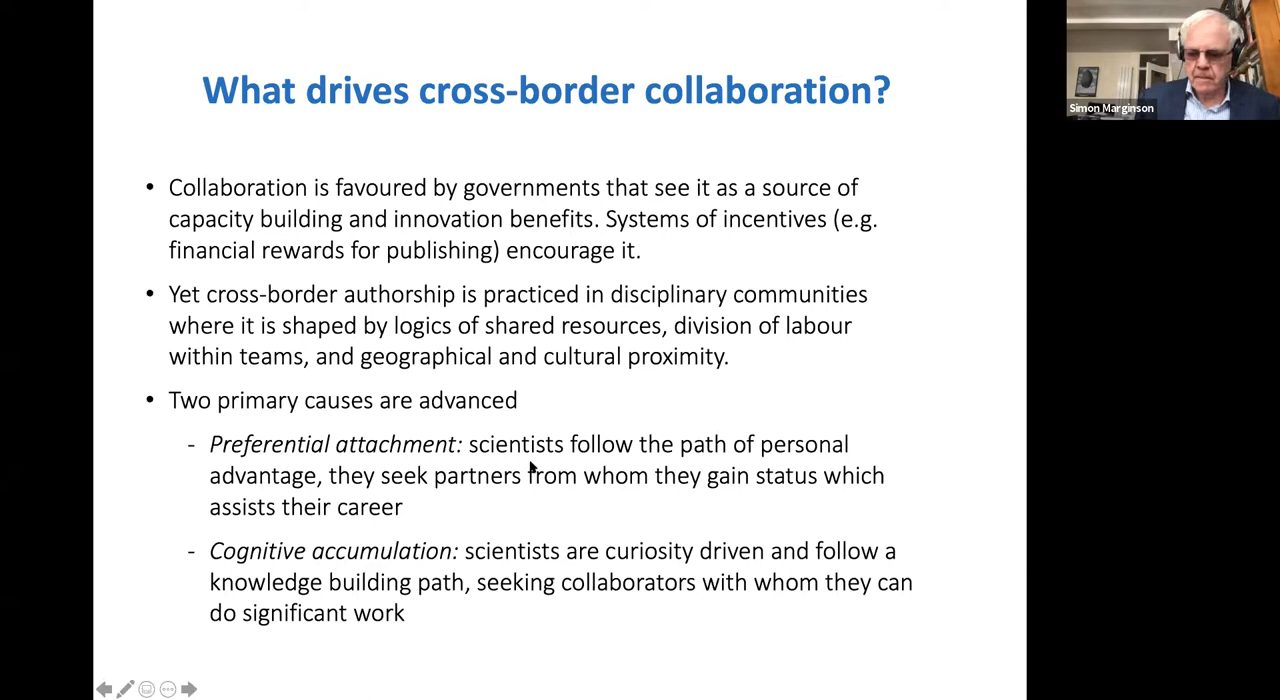 What drives cross-border collaboration?
Simon Marginson
• Collaboration is favoured by governments that see it as a source of
capacity building and innovation benefits. Systems of incentives (e.g.
financial rewards for publishing) encourage it.
• Yet cross-border authorship is practiced in disciplinary communities
where it is shaped by logics of shared resources, division of labour
within teams, and geographical and cultural proximity.
• Two primary causes are advanced
- Preferential attachment: scientists follow the path of personal
advantage, they seek partners from whom they gain status which
assists their career
- Cognitive accumulation: scientists are curiosity driven and follow a
knowledge building path, seeking collaborators with whom they can
do significant work